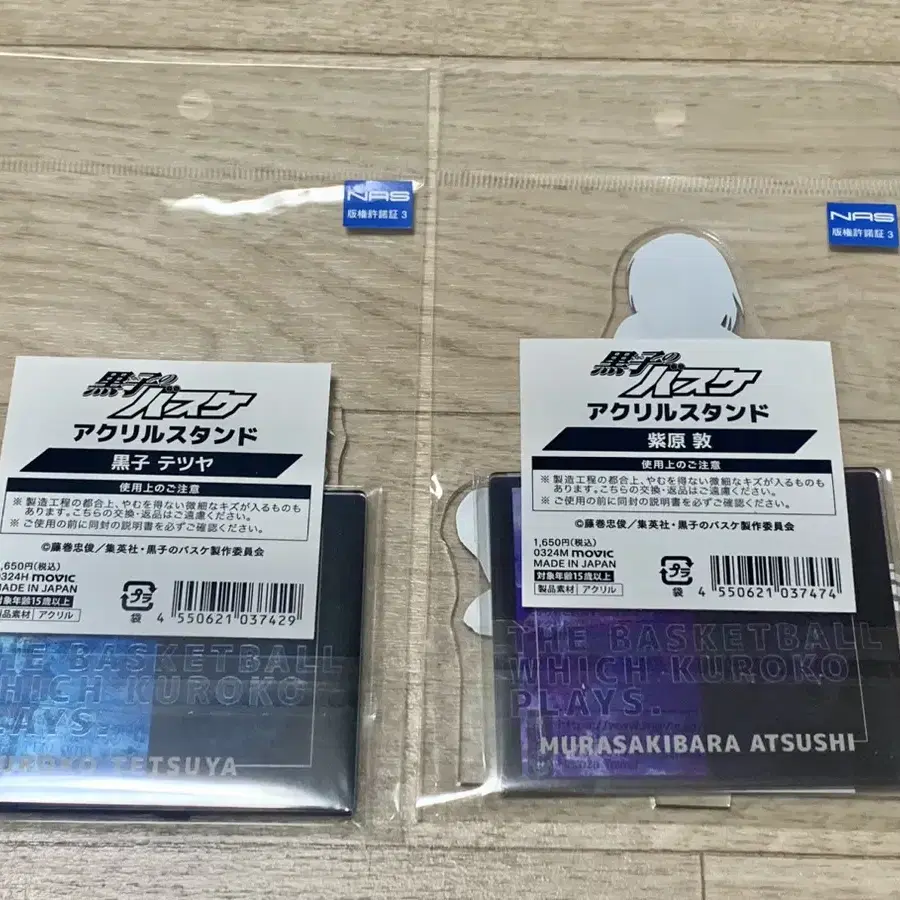 NAS
版権許諾証 3
黒子の
バスケ
アクリルスタンド
黒子 テツヤ
使用上のご注意
※ 製造工程の都合上、やむを得ない微細なキズが入るものも
あります。こちらの交換・返品はご遠慮ください。
※ ご使用の前に同封の説明書を必ずご確認ください。
©藤巻忠俊／集英社・黒子のバスケ製作委員会
,650円(税込)
0324H movic
MADE IN JAPAN
対象年齢15歳以上
製品素材 アクリル
プラ
袋
4 550621 037429
HE BASKETBALL
WHICH KUROKO
PLAYS.
KUROKO TETSUYA
NAS
版権許諾証 3
黒子の
バスケ
アクリルスタンド
紫原 敦
使用上のご注意
※ 製造工程の都合上、やむを得ない微細なキズが入るものも
あります。こちらの交換・返品はご遠慮ください。
※ ご使用の前に同封の説明書を必ずご確認ください。
©藤巻忠俊／集英社・黒子のバスケ製作委員会
1,650円(税込)
0324M movic
MADE IN JAPAN
対象年齢15歳以上
製品素材 アクリル
プラ
袋
4 550621 037474
THE BASKETBALL
WHICH KUROKO
PLAYS.
MURASAKIBARA ATSUSHI